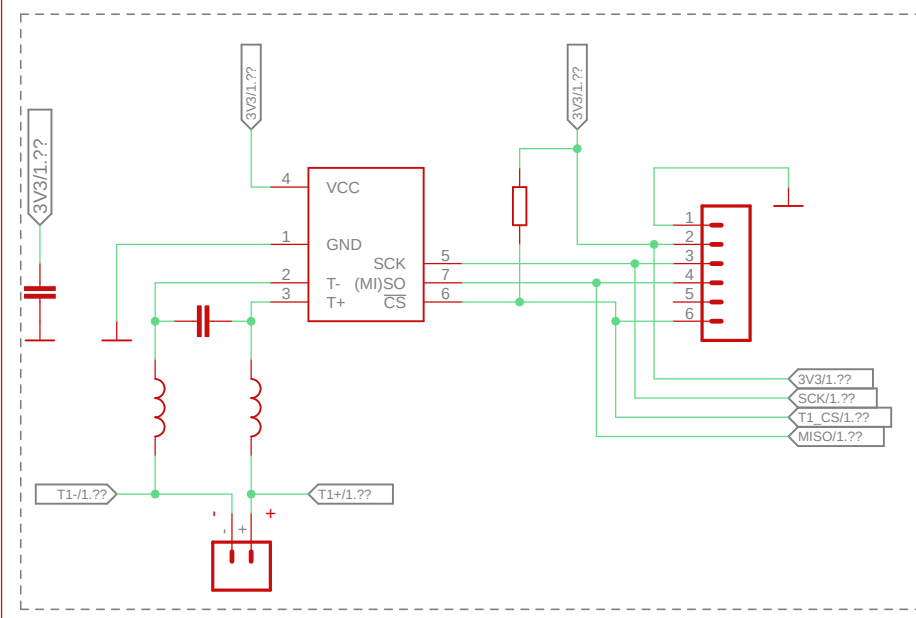 3V3/1.??
3V3/1.??
3V3/1.??
4
VCC
1
GND
SCK
5
2
T-
(MI)SO
7
3
T+
CS
6
1
2
3
4
5
6
3V3/1.??
SCK/1.??
T1_CS/1.??
MISO/1.??
T1-/1.??
T1+/1.??
-
+
-
+